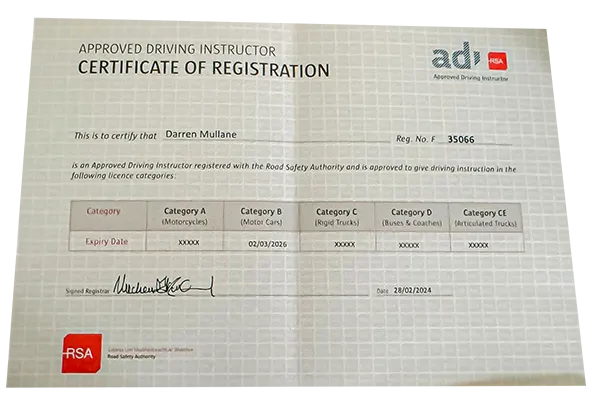 APPROVED DRIVING INSTRUCTOR
CERTIFICATE OF REGISTRATION
adi RSA
Approved Driving Instructor
This is to certify that Darren Mullane Reg. No. F 35066
is an Approved Driving Instructor registered with the Road Safety Authority and is approved to give driving instruction in the
following licence categories:
Category Category A Category B Category C Category D Category CE
(Motorcycles) (Motor Cars) (Rigid Trucks) (Buses & Coaches) (Articulated Trucks)
Expiry Date XXXXX 02/03/2026 XXXXX XXXXX XXXXX
Signed Registrar Date 28/02/2024
RSA
Road Safety Authority